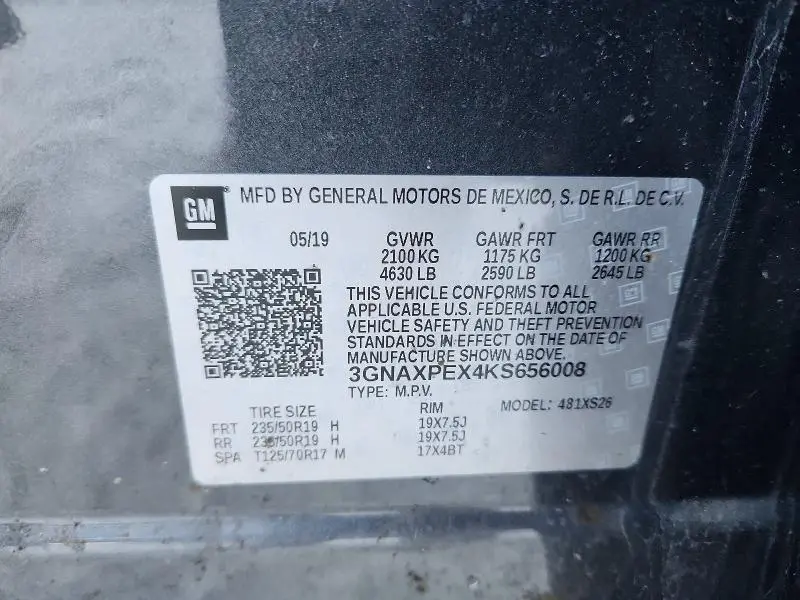 GM ® MFD BY GENERAL MOTORS DE MEXICO, S. DE R.L. DE C.V.
05/19 GVWR GAWR FRT GAWR RR
2100 KG 1175 KG 1200 KG
4630 LB 2590 LB 2645 LB
THIS VEHICLE CONFORMS TO ALL
APPLICABLE U.S. FEDERAL MOTOR
VEHICLE SAFETY AND THEFT PREVENTION
STANDARDS IN EFFECT ON THE DATE OF
MANUFACTURE SHOWN ABOVE.
3GNAXPEX4KS656008
TYPE: M.P.V. MODEL: 481XS26
TIRE SIZE RIM
FRT 235/50R19 H 19X7.5J
RR 235/50R19 H 19X7.5J
SPA T125/70R17 M 17X4BT